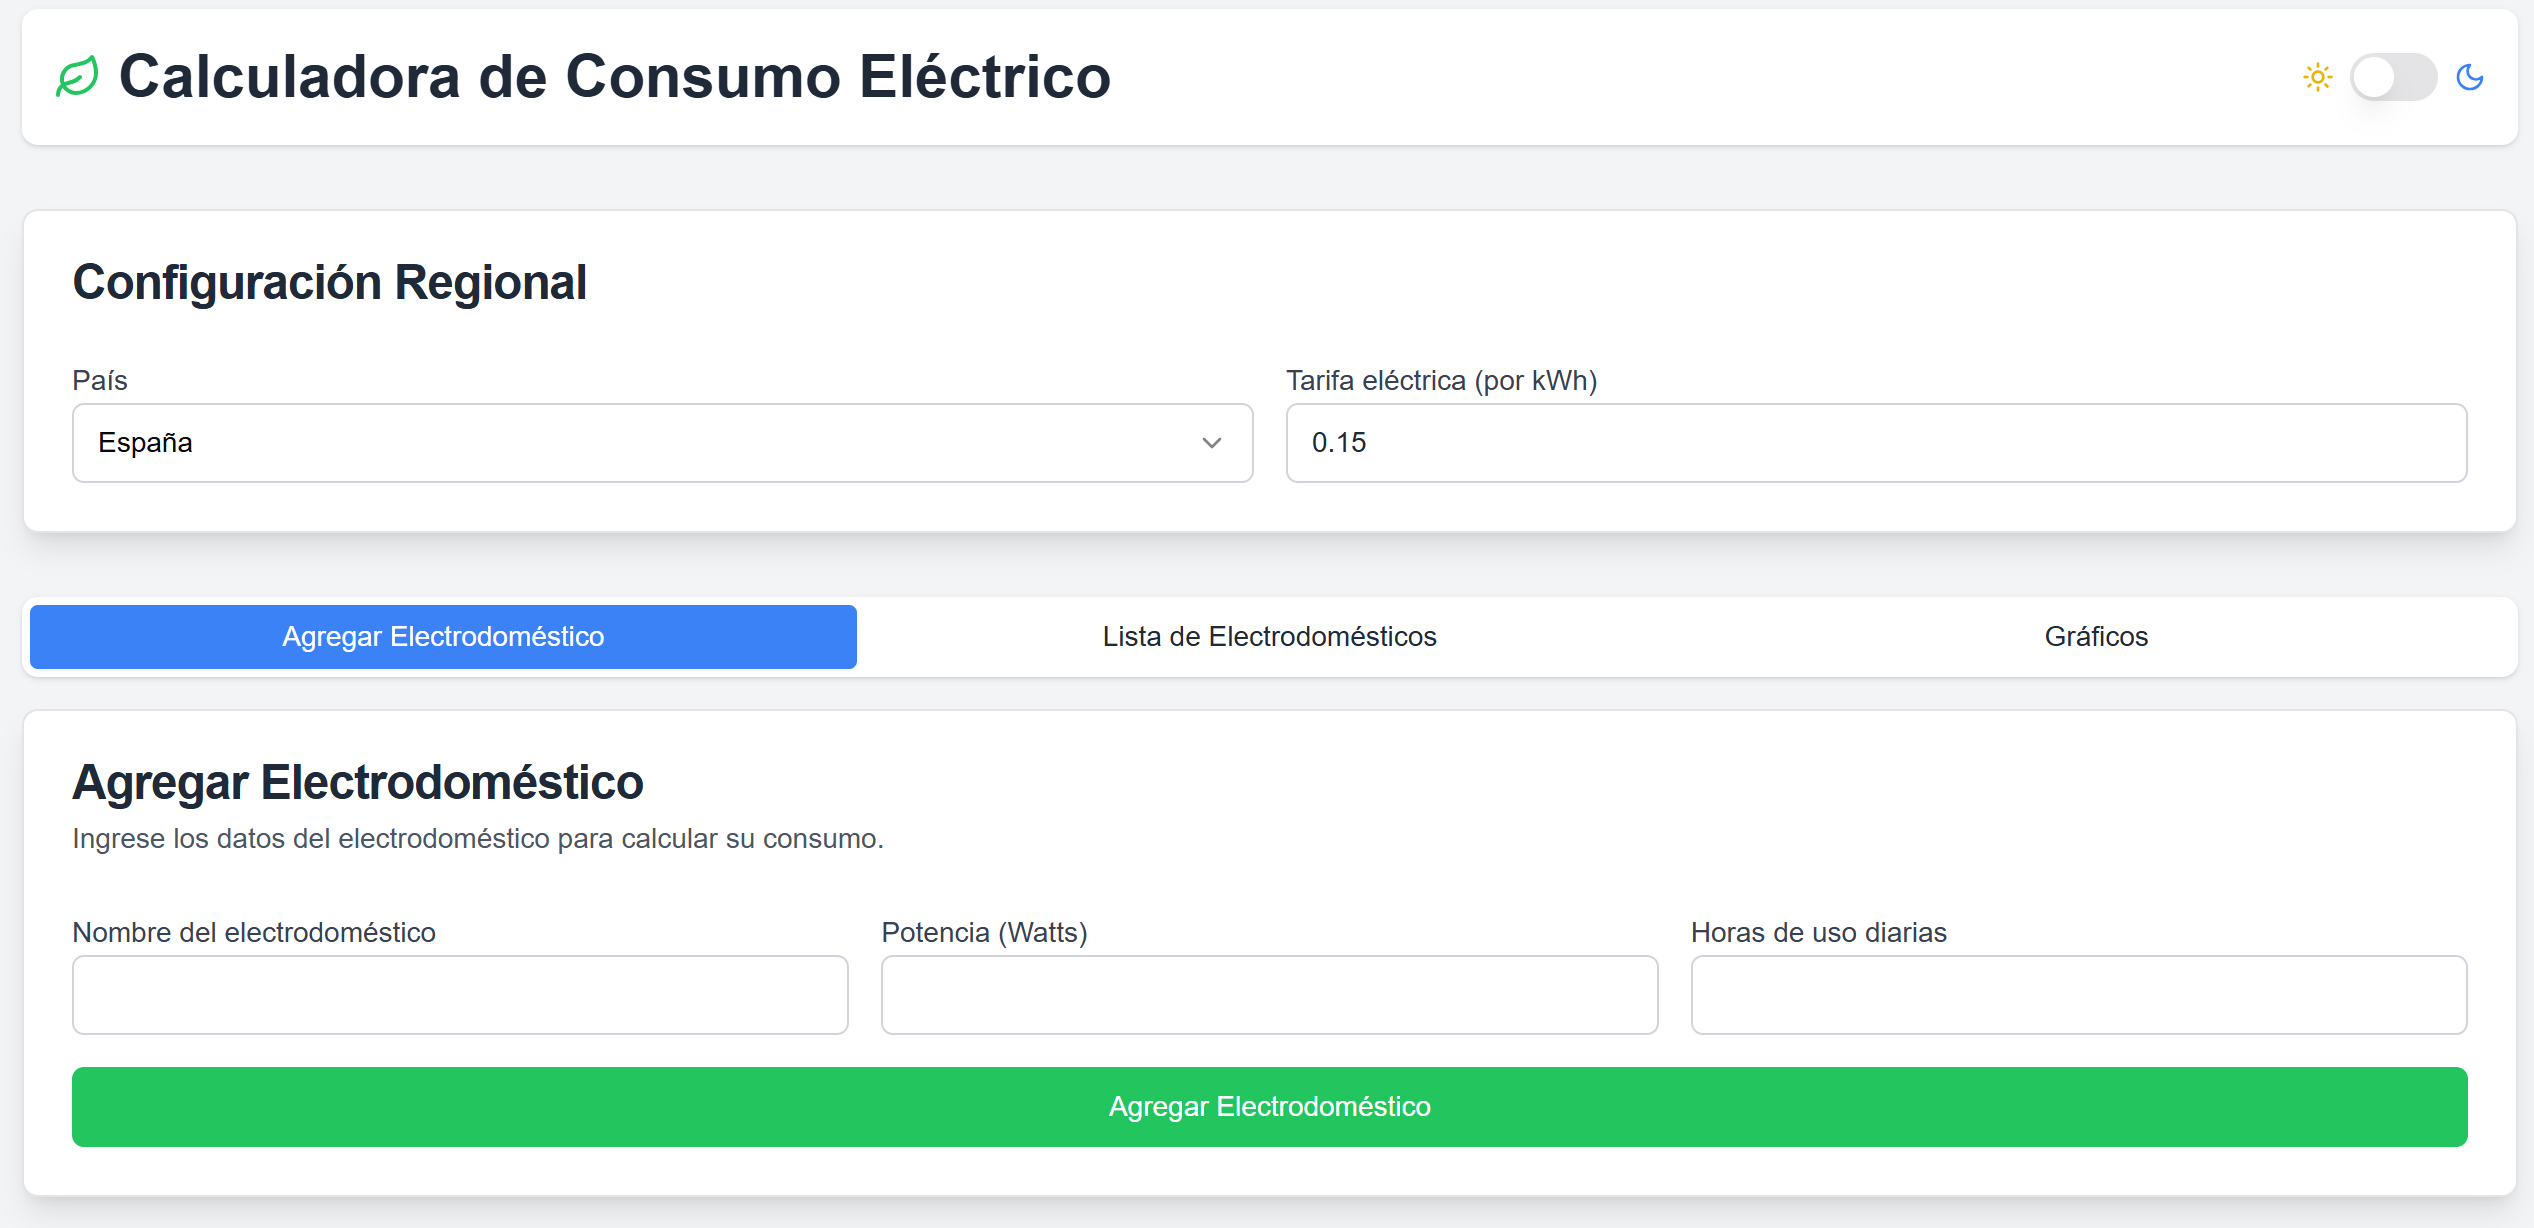 Calculadora de Consumo Eléctrico
Configuración Regional
País
Tarifa eléctrica (por kWh)
España
0.15
Agregar Electrodoméstico
Lista de Electrodomésticos
Gráficos
Agregar Electrodoméstico
Ingrese los datos del electrodoméstico para calcular su consumo.
Nombre del electrodoméstico
Potencia (Watts)
Horas de uso diarias
Agregar Electrodoméstico